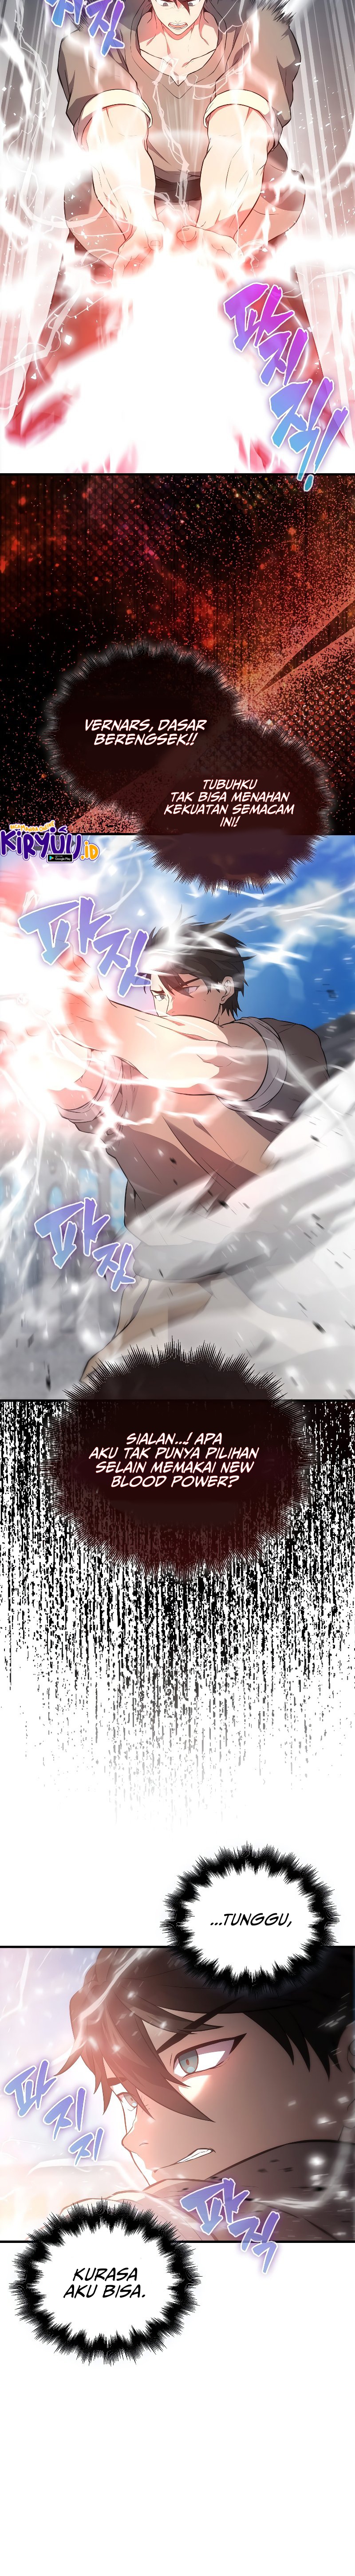 파지
파지직!
VERNARS, DASAR
BERENGSEK!!
TUBUHKU
TAK BISA MENAHAN
KEKUATAN SEMACAM
INI!
KIRYUU.ID
파직
파직
SIALAN...! APA
AKU TAK PUNYA PILIHAN
SELAIN MEMAKAI NEW
BLOOD POWER?
...TUNGGU,
파지직
파직
KURASA
AKU BISA.